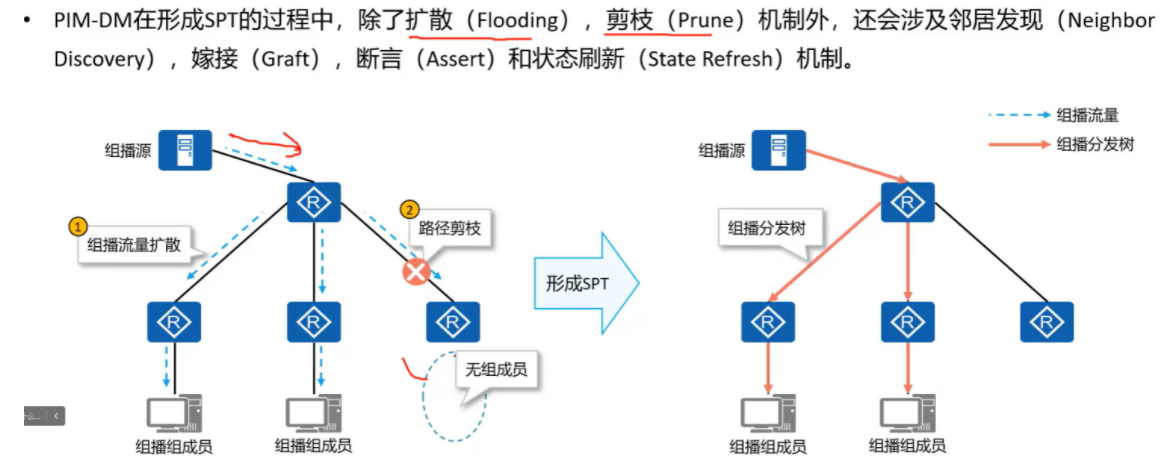 • PIM-DM在形成SPT的过程中，除了扩散（Flooding），剪枝（Prune）机制外，还会涉及邻居发现（Neighbor
Discovery），嫁接（Graft），断言（Assert）和状态刷新（State Refresh）机制。
组播流量
组播分发树
组播源
R
1
组播流量扩散
2
路径剪枝
R
R
R
无组成员
组播组成员
组播组成员
形成SPT
组播源
R
组播分发树
R
R
R
组播组成员
组播组成员